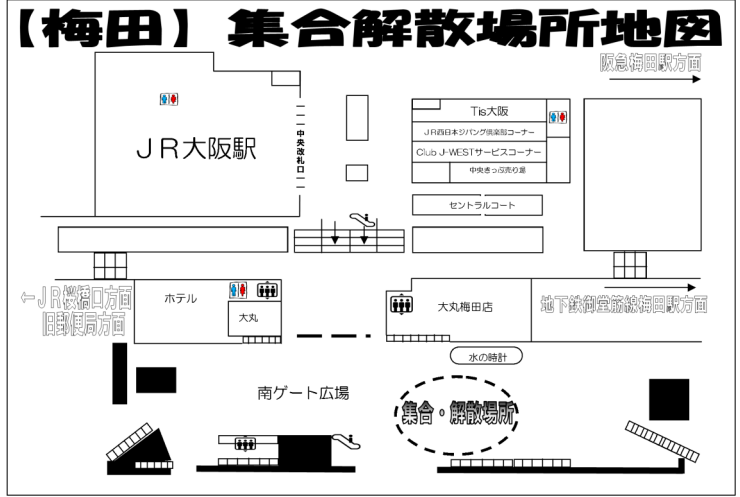 【梅田】 集合解散場所地図
阪急梅田駅方面
JR大阪駅
中央改札口
Tis大阪
JR西日本ジパング倶楽部コーナー
Club J-WESTサービスコーナー
中央きっぷ売り場
セントラルコート
←JR桜橋口方面
旧郵便局方面
ホテル
大丸
大丸梅田店
地下鉄御堂筋線梅田駅方面
水の時計
南ゲート広場
集合・解散場所